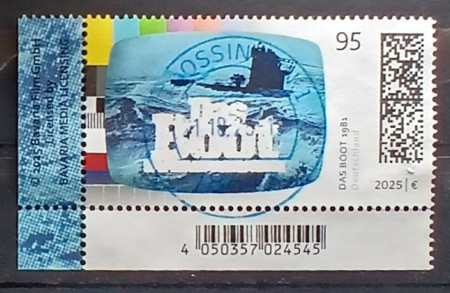 © 2025 Bavaria Film GmbH
Licensed by
BAVARIA MEDIA LICENSING
Das Boot
95
DAS BOOT 1981
Deutschland
2025 | €
4 050357 024545